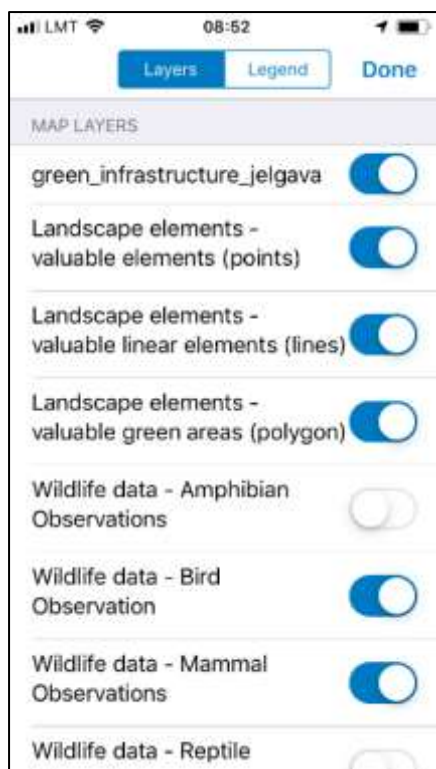 LMT 08:52
Layers Legend Done
MAP LAYERS
green_infrastructure_jelgava
Landscape elements -
valuable elements (points)
Landscape elements -
valuable linear elements (lines)
Landscape elements -
valuable green areas (polygon)
Wildlife data - Amphibian
Observations
Wildlife data - Bird
Observation
Wildlife data - Mammal
Observations
Wildlife data - Reptile